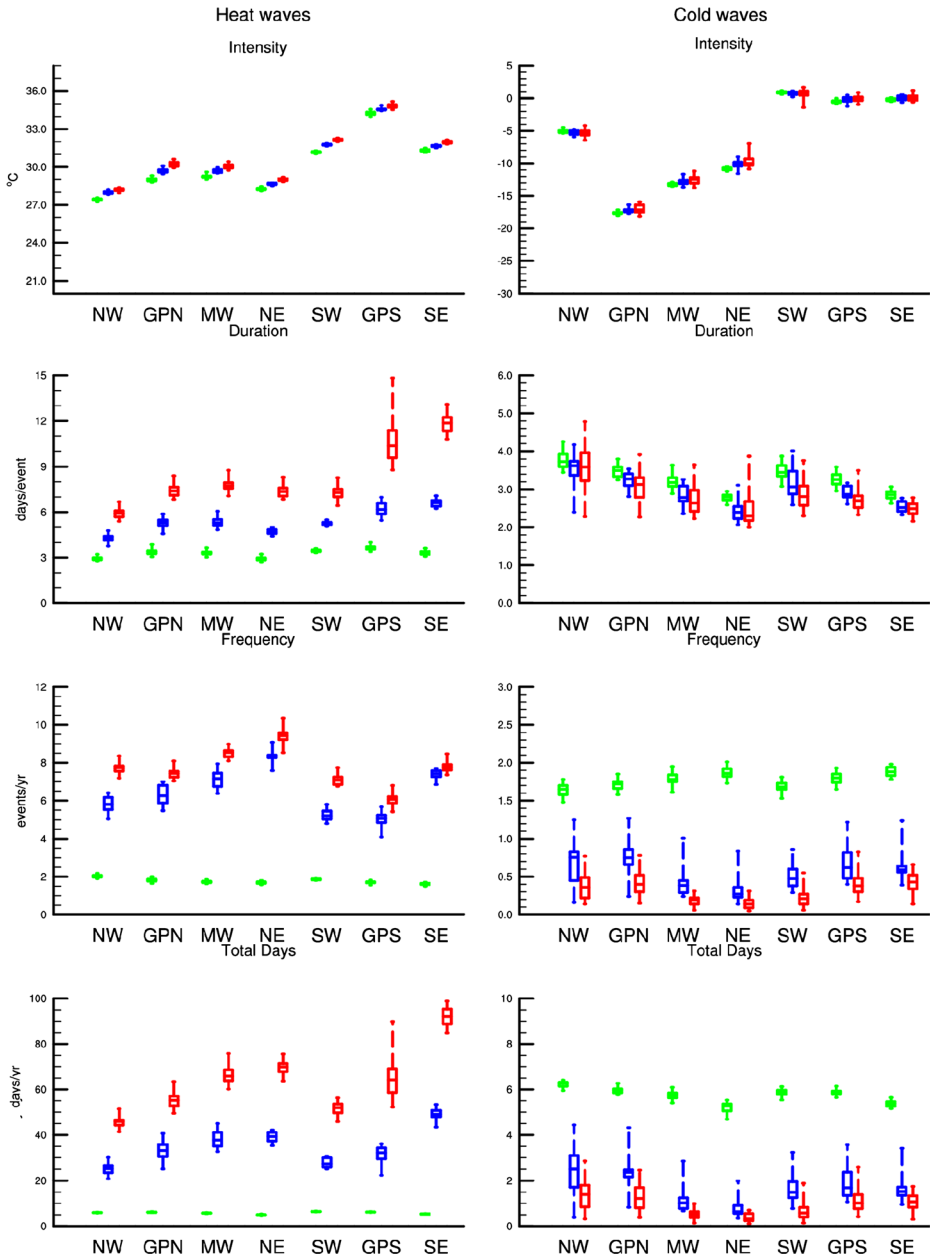 Heat waves
Cold waves
Intensity
Intensity
36.0
33.0
30.0
27.0
24.0
21.0
°C
5
0
-5
-10
-15
-20
-25
-30
NW GPN MW NE SW GPS SE
NW GPN MW NE SW GPS SE
Duration
Duration
15
12
9
6
3
0
days/event
6.0
5.0
4.0
3.0
2.0
1.0
0.0
NW GPN MW NE SW GPS SE
NW GPN MW NE SW GPS SE
Frequency
Frequency
12
10
8
6
4
2
0
events/yr
3.0
2.5
2.0
1.5
1.0
0.5
0.0
NW GPN MW NE SW GPS SE
NW GPN MW NE SW GPS SE
Total Days
Total Days
100
80
60
40
20
0
days/yr
10
8
6
4
2
0
NW GPN MW NE SW GPS SE
NW GPN MW NE SW GPS SE